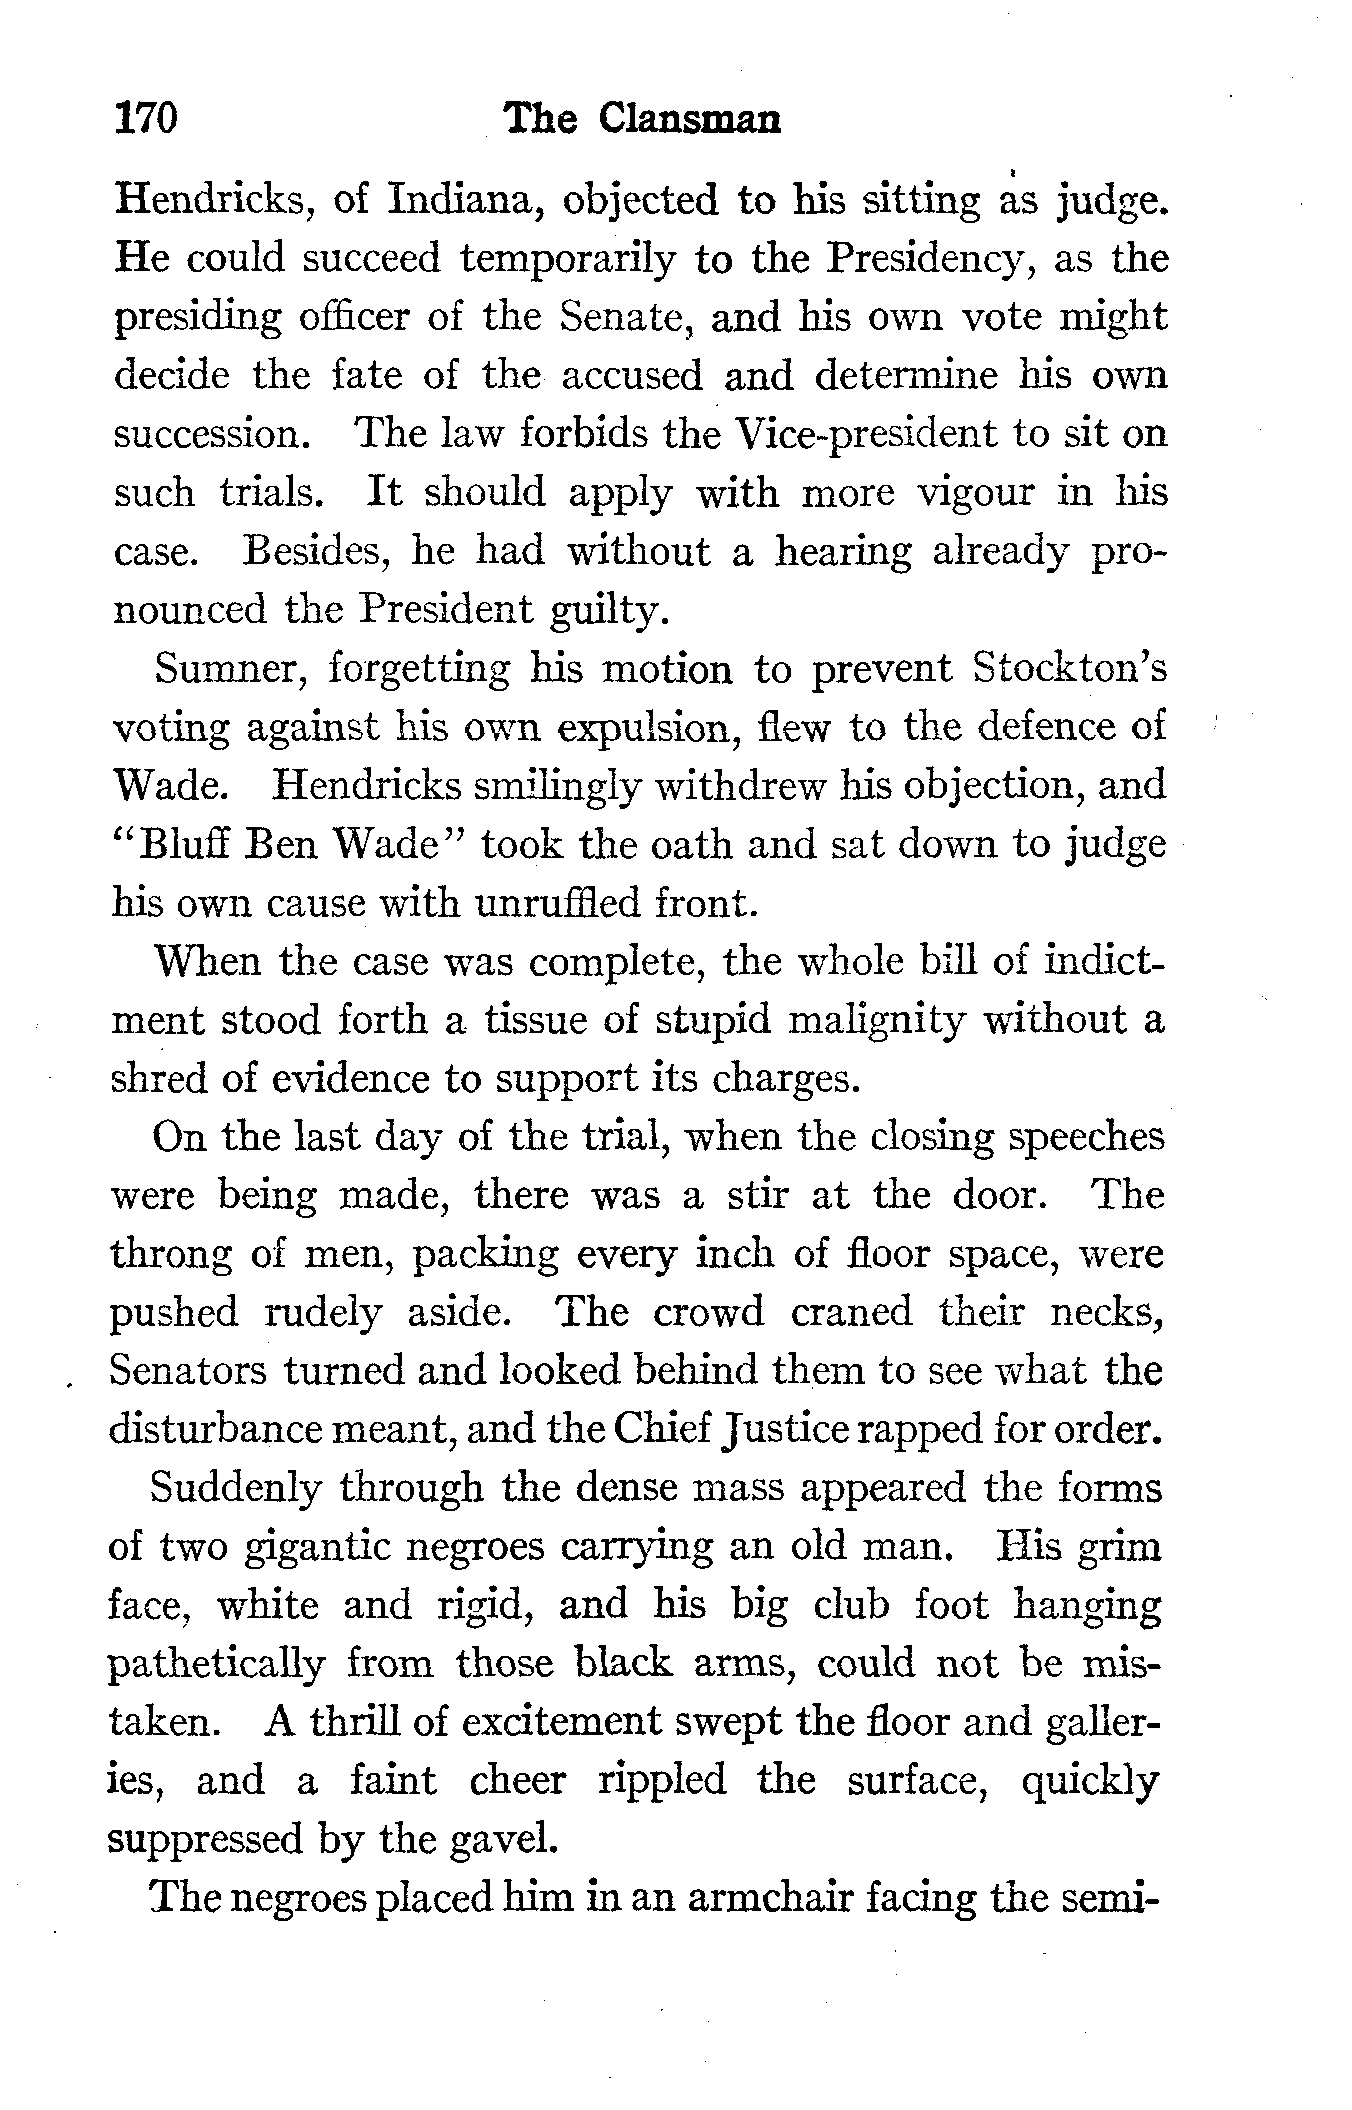 170 The Clansman
Hendricks, of Indiana, objected to his sitting as judge.
He could succeed temporarily to the Presidency, as the
presiding officer of the Senate, and his own vote might
decide the fate of the accused and determine his own
succession. The law forbids the Vice-president to sit on
such trials. It should apply with more vigour in his
case. Besides, he had without a hearing already pro-
nounced the President guilty.
Sumner, forgetting his motion to prevent Stockton's
voting against his own expulsion, flew to the defence of
Wade. Hendricks smilingly withdrew his objection, and
"Bluff Ben Wade" took the oath and sat down to judge
his own cause with unruffled front.
When the case was complete, the whole bill of indict-
ment stood forth a tissue of stupid malignity without a
shred of evidence to support its charges.
On the last day of the trial, when the closing speeches
were being made, there was a stir at the door. The
throng of men, packing every inch of floor space, were
pushed rudely aside. The crowd craned their necks,
Senators turned and looked behind them to see what the
disturbance meant, and the Chief Justice rapped for order.
Suddenly through the dense mass appeared the forms
of two gigantic negroes carrying an old man. His grim
face, white and rigid, and his big club foot hanging
pathetically from those black arms, could not be mis-
taken. A thrill of excitement swept the floor and galler-
ies, and a faint cheer rippled the surface, quickly
suppressed by the gavel.
The negroes placed him in an armchair facing the semi-